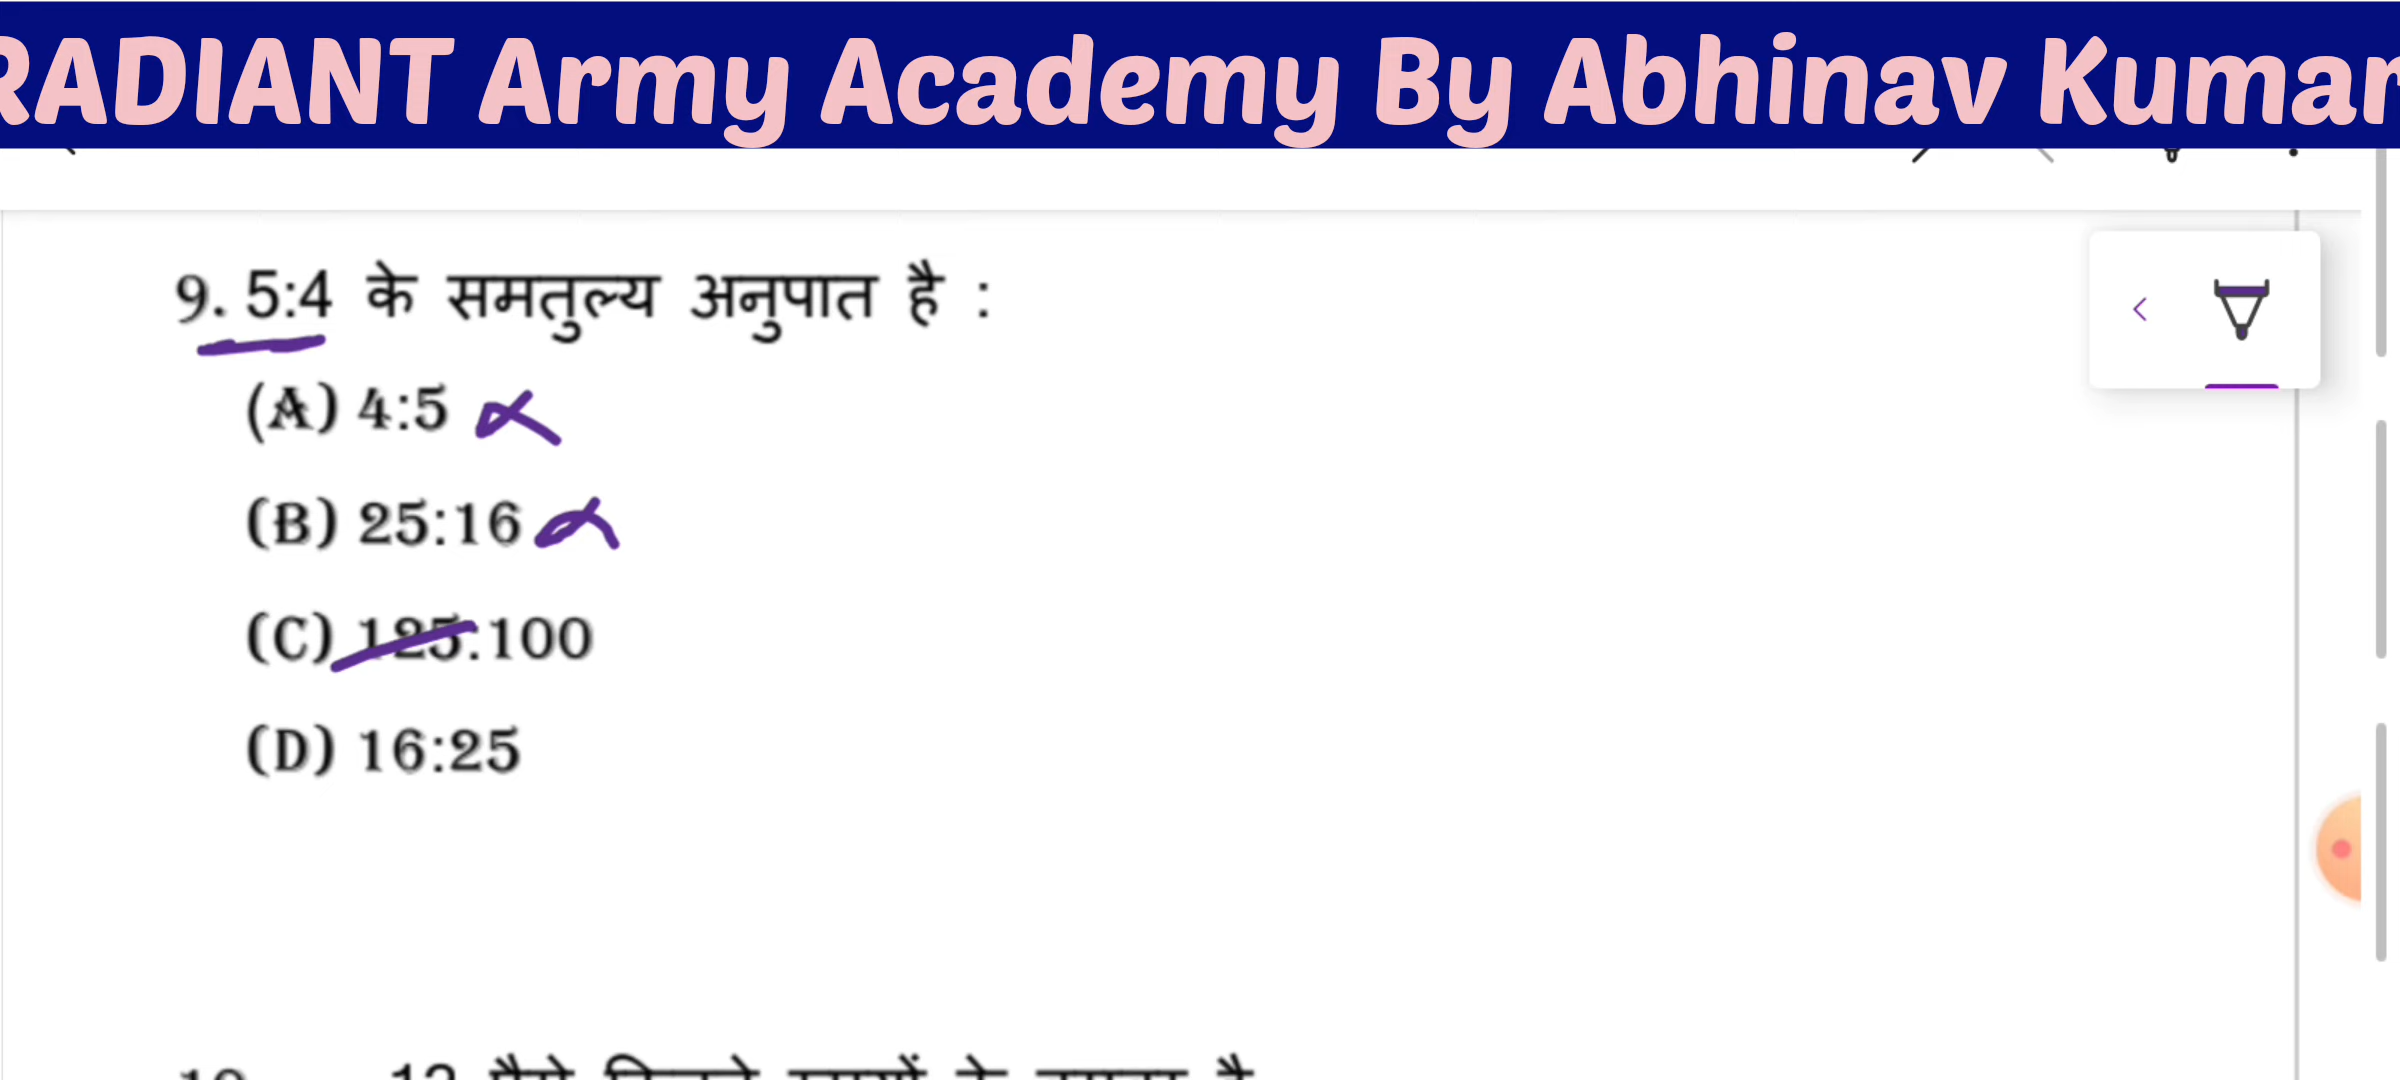 RADIANT Army Academy By Abhinav Kumar
9. 5:4 के समतुल्य अनुपात है :
(A) 4:5
(B) 25:16
(C) 125:100
(D) 16:25